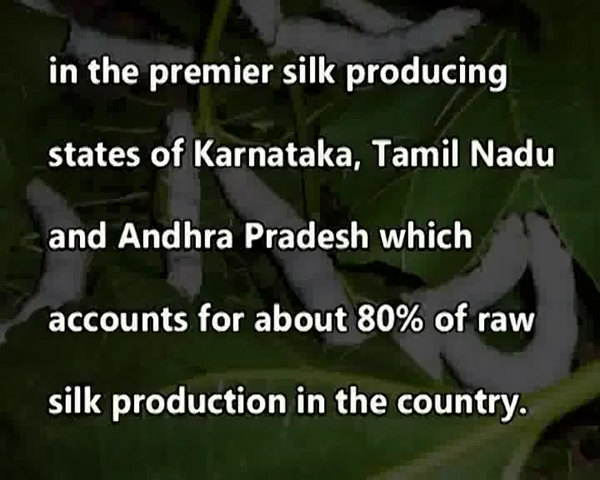 in the premier silk producing
states of Karnataka, Tamil Nadu
and Andhra Pradesh which
accounts for about 80% of raw
silk production in the country.